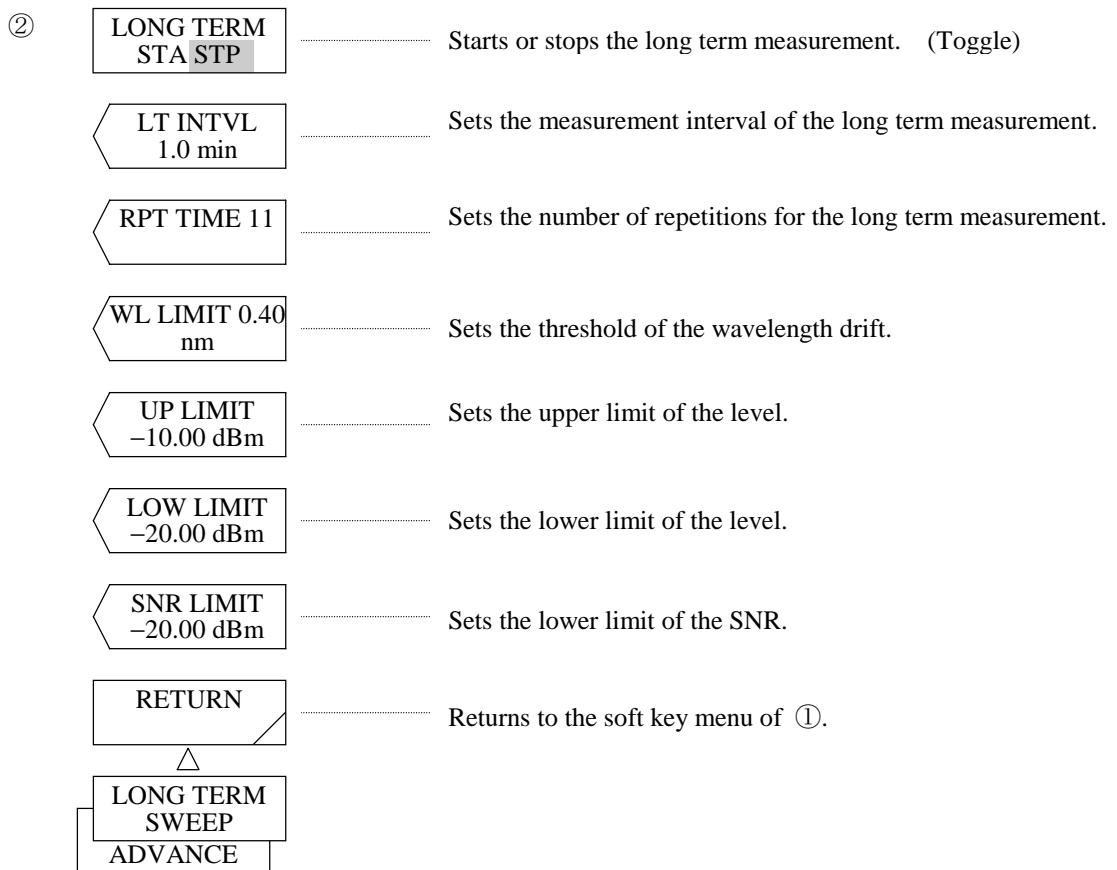 ②
LONG TERM
STA STP
Starts or stops the long term measurement. (Toggle)
LT INTVL
1.0 min
Sets the measurement interval of the long term measurement.
RPT TIME 11
Sets the number of repetitions for the long term measurement.
WL LIMIT 0.40
nm
Sets the threshold of the wavelength drift.
UP LIMIT
−10.00 dBm
Sets the upper limit of the level.
LOW LIMIT
−20.00 dBm
Sets the lower limit of the level.
SNR LIMIT
−20.00 dBm
Sets the lower limit of the SNR.
RETURN
Returns to the soft key menu of ①.
LONG TERM
SWEEP
ADVANCE